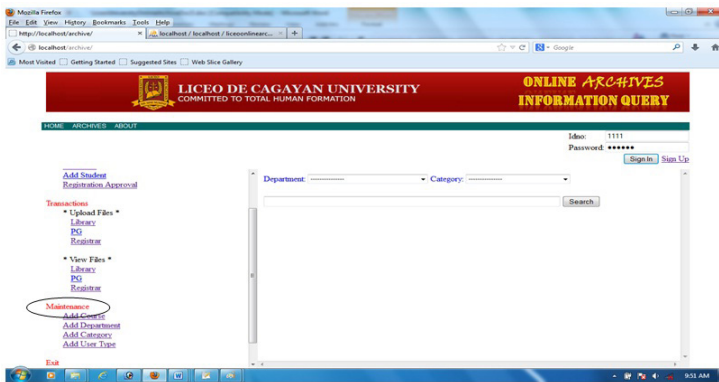 Mozilla Firefox
File Edit View History Bookmarks Tools Help
http://localhost/archive/
localhost / localhost / liceoonlinearc...
localhost/archive/
Google
Most Visited Getting Started Suggested Sites Web Slice Gallery
LICEO DE CAGAYAN UNIVERSITY
COMMITTED TO TOTAL HUMAN FORMATION
ONLINE ARCHIVES
INFORMATION QUERY
HOME ARCHIVES ABOUT
Idno: 1111
Password: ••••••
Sign In Sign Up
Add Student
Registration Approval
Department: --------------
Category: --------------
Search
Transactions
* Upload Files *
Library
PG
Registrar
* View Files *
Library
PG
Registrar
Maintenance
Add Course
Add Department
Add Category
Add User Type
Exit
9:51 AM